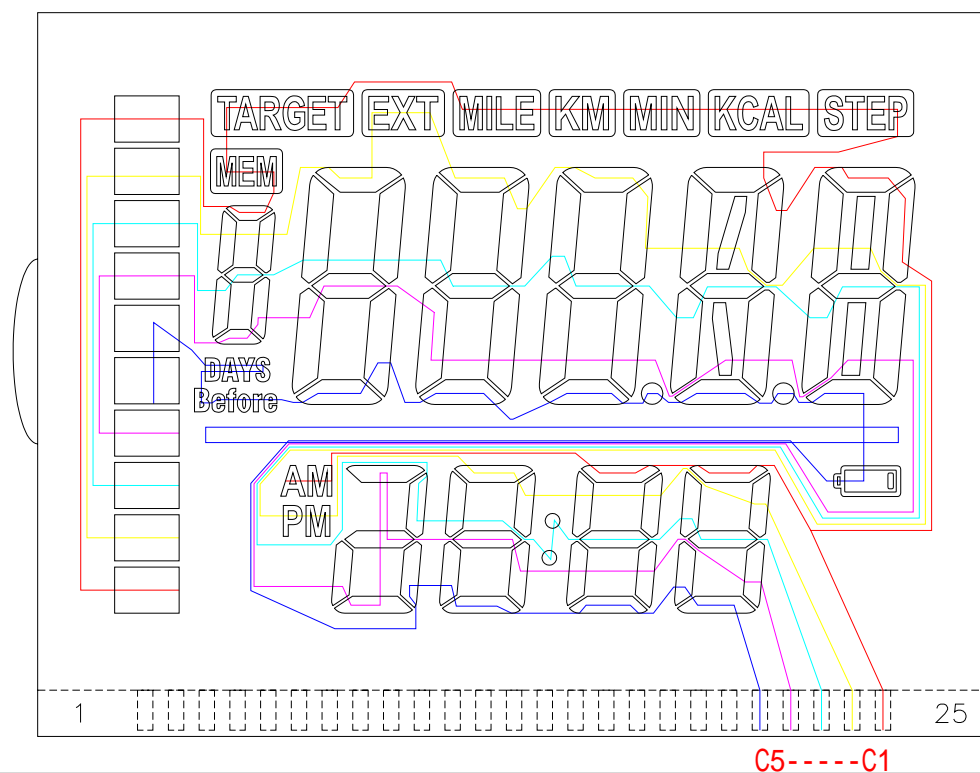 TARGET EXT MILE KM MIN KCAL STEP
MEM
DAYS
Before
AM
PM
1 25
C5-----C1